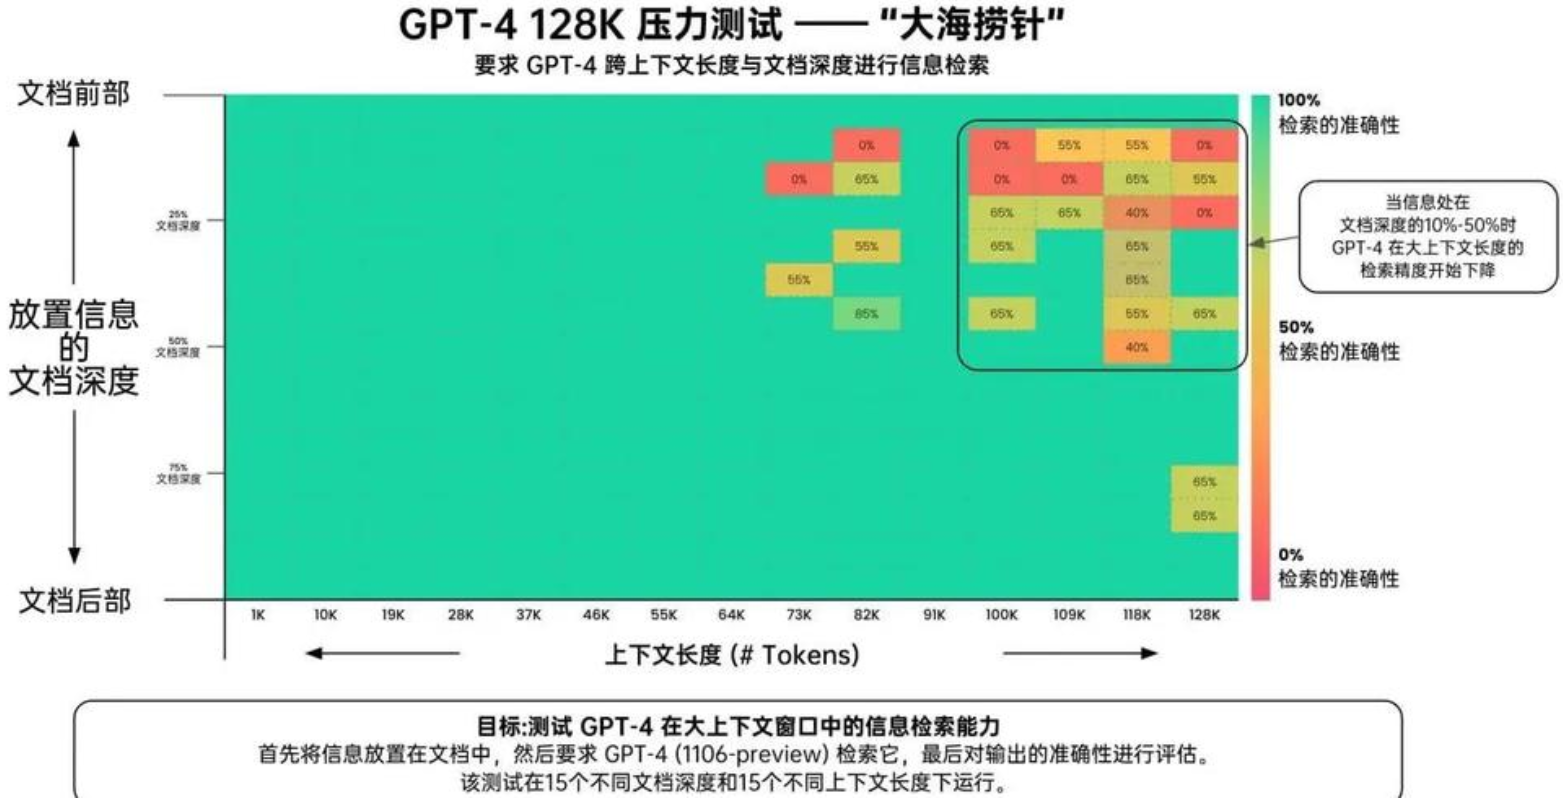 GPT-4 128K 压力测试 —— “大海捞针”
要求 GPT-4 跨上下文长度与文档深度进行信息检索
文档前部
100%
检索的准确性
0%
0%
55%
55%
0%
0%
65%
0%
0%
65%
55%
当信息处在
文档深度的10%-50%时
GPT-4 在大上下文长度的
检索精度开始下降
25%
文档深度
65%
65%
40%
0%
55%
65%
65%
55%
65%
放置信息
的
文档深度
85%
65%
55%
65%
50%
检索的准确性
50%
文档深度
40%
75%
文档深度
65%
65%
0%
检索的准确性
文档后部
1K 10K 19K 28K 37K 46K 55K 64K 73K 82K 91K 100K 109K 118K 128K
上下文长度 (# Tokens)
目标:测试 GPT-4 在大上下文窗口中的信息检索能力
首先将信息放置在文档中，然后要求 GPT-4 (1106-preview) 检索它，最后对输出的准确性进行评估。
该测试在15个不同文档深度和15个不同上下文长度下运行。